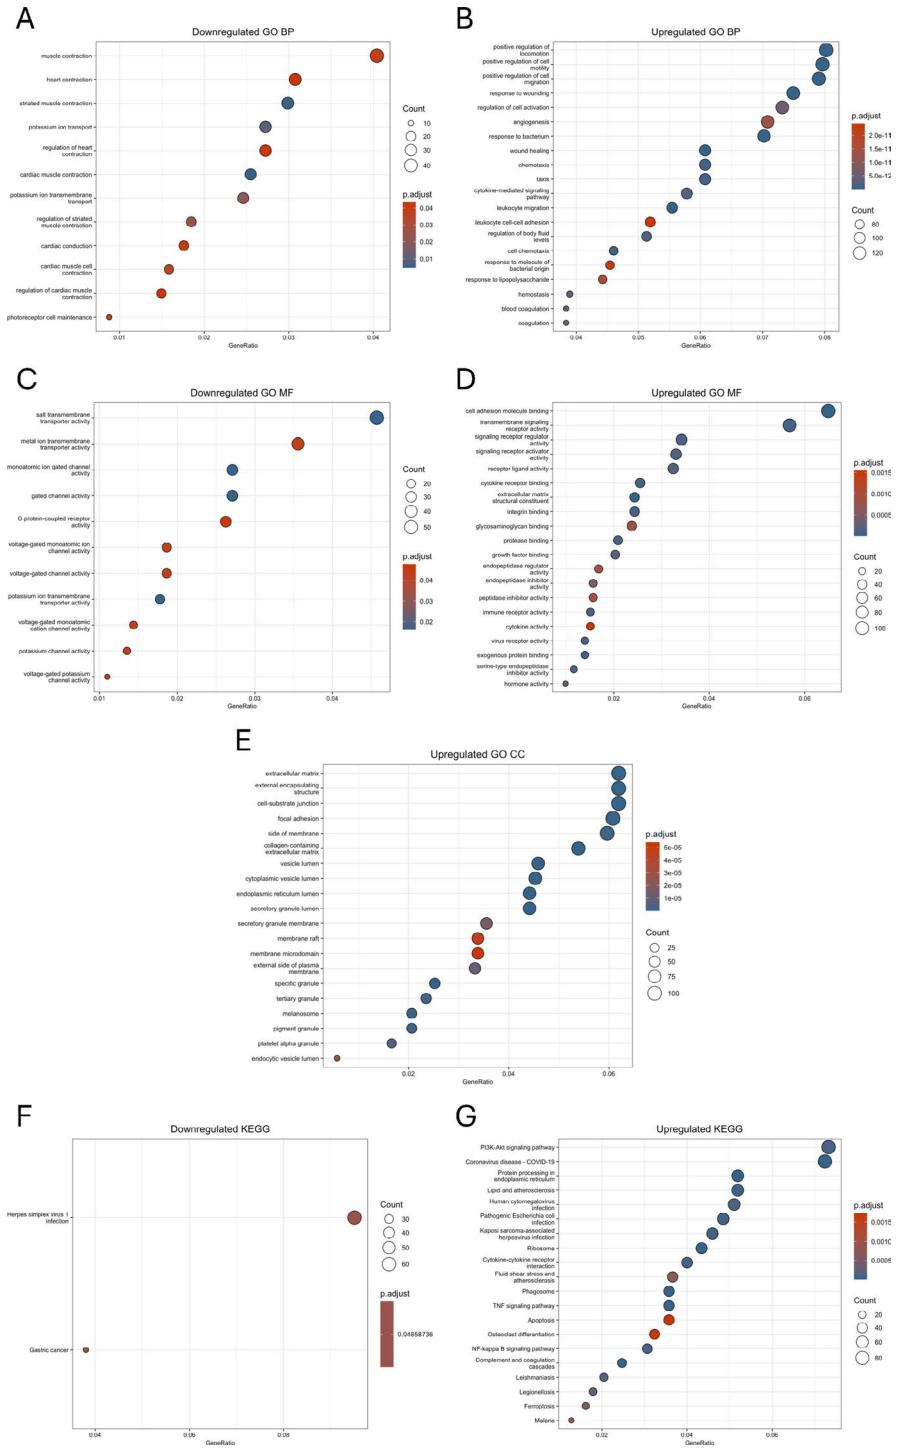 A
Downregulated GO BP
muscle contraction
heart contraction
striated muscle contraction
potassium ion transport
regulation of heart
contraction
cardiac muscle contraction
potassium ion transmembrane
transport
regulation of striated
muscle contraction
cardiac conduction
cardiac muscle cell
contraction
regulation of cardiac muscle
contraction
photoreceptor cell maintenance
0.01
0.02
0.03
0.04
GeneRatio
Count
10
20
30
40
p.adjust
0.04
0.03
0.02
0.01
B
Upregulated GO BP
positive regulation of
locomotion
positive regulation of cell
motility
positive regulation of cell
migration
response to wounding
regulation of cell activation
angiogenesis
response to bacterium
wound healing
chemotaxis
taxis
cytokine-mediated signaling
pathway
leukocyte migration
leukocyte cell-cell adhesion
regulation of body fluid
levels
cell chemotaxis
response to molecule of
bacterial origin
response to lipopolysaccharide
hemostasis
blood coagulation
coagulation
0.04
0.05
0.06
0.07
0.08
GeneRatio
p.adjust
2.0e-11
1.5e-11
1.0e-11
5.0e-12
Count
80
100
120
C
Downregulated GO MF
salt transmembrane
transporter activity
metal ion transmembrane
transporter activity
monoatomic ion gated channel
activity
gated channel activity
G protein-coupled receptor
activity
voltage-gated monoatomic ion
channel activity
voltage-gated channel activity
potassium ion transmembrane
transporter activity
voltage-gated monoatomic
cation channel activity
potassium channel activity
voltage-gated potassium
channel activity
0.01
0.02
0.03
0.04
GeneRatio
Count
20
30
40
50
p.adjust
0.04
0.03
0.02
D
Upregulated GO MF
cell adhesion molecule binding
transmembrane signaling
receptor activity
signaling receptor regulator
activity
signaling receptor activator
activity
receptor ligand activity
cytokine receptor binding
extracellular matrix
structural constituent
integrin binding
glycosaminoglycan binding
protease binding
growth factor binding
endopeptidase regulator
activity
endopeptidase inhibitor
activity
peptidase inhibitor activity
immune receptor activity
cytokine activity
virus receptor activity
exogenous protein binding
serine-type endopeptidase
inhibitor activity
hormone activity
0.02
0.04
0.06
GeneRatio
p.adjust
0.0015
0.0010
0.0005
Count
20
40
60
80
100
E
Upregulated GO CC
extracellular matrix
external encapsulating
structure
cell-substrate junction
focal adhesion
side of membrane
collagen-containing
extracellular matrix
vesicle lumen
cytoplasmic vesicle lumen
endoplasmic reticulum lumen
secretory granule lumen
secretory granule membrane
membrane raft
membrane microdomain
external side of plasma
membrane
specific granule
tertiary granule
melanosome
pigment granule
platelet alpha granule
endocytic vesicle lumen
0.02
0.04
0.06
GeneRatio
p.adjust
5e-05
4e-05
3e-05
2e-05
1e-05
Count
25
50
75
100
F
Downregulated KEGG
Herpes simplex virus 1
infection
Gastric cancer
0.04
0.06
0.08
GeneRatio
Count
30
40
50
60
p.adjust
0.04858736
G
Upregulated KEGG
PI3K-Akt signaling pathway
Coronavirus disease - COVID-19
Protein processing in
endoplasmic reticulum
Lipid and atherosclerosis
Human cytomegalovirus
infection
Pathogenic Escherichia coli
infection
Kaposi sarcoma-associated
herpesvirus infection
Ribosome
Cytokine-cytokine receptor
interaction
Fluid shear stress and
atherosclerosis
Phagosome
TNF signaling pathway
Apoptosis
Osteoclast differentiation
NF-kappa B signaling pathway
Complement and coagulation
cascades
Leishmaniasis
Legionellosis
Ferroptosis
Malaria
0.02
0.04
0.06
GeneRatio
p.adjust
0.0015
0.0010
0.0005
Count
20
40
60
80